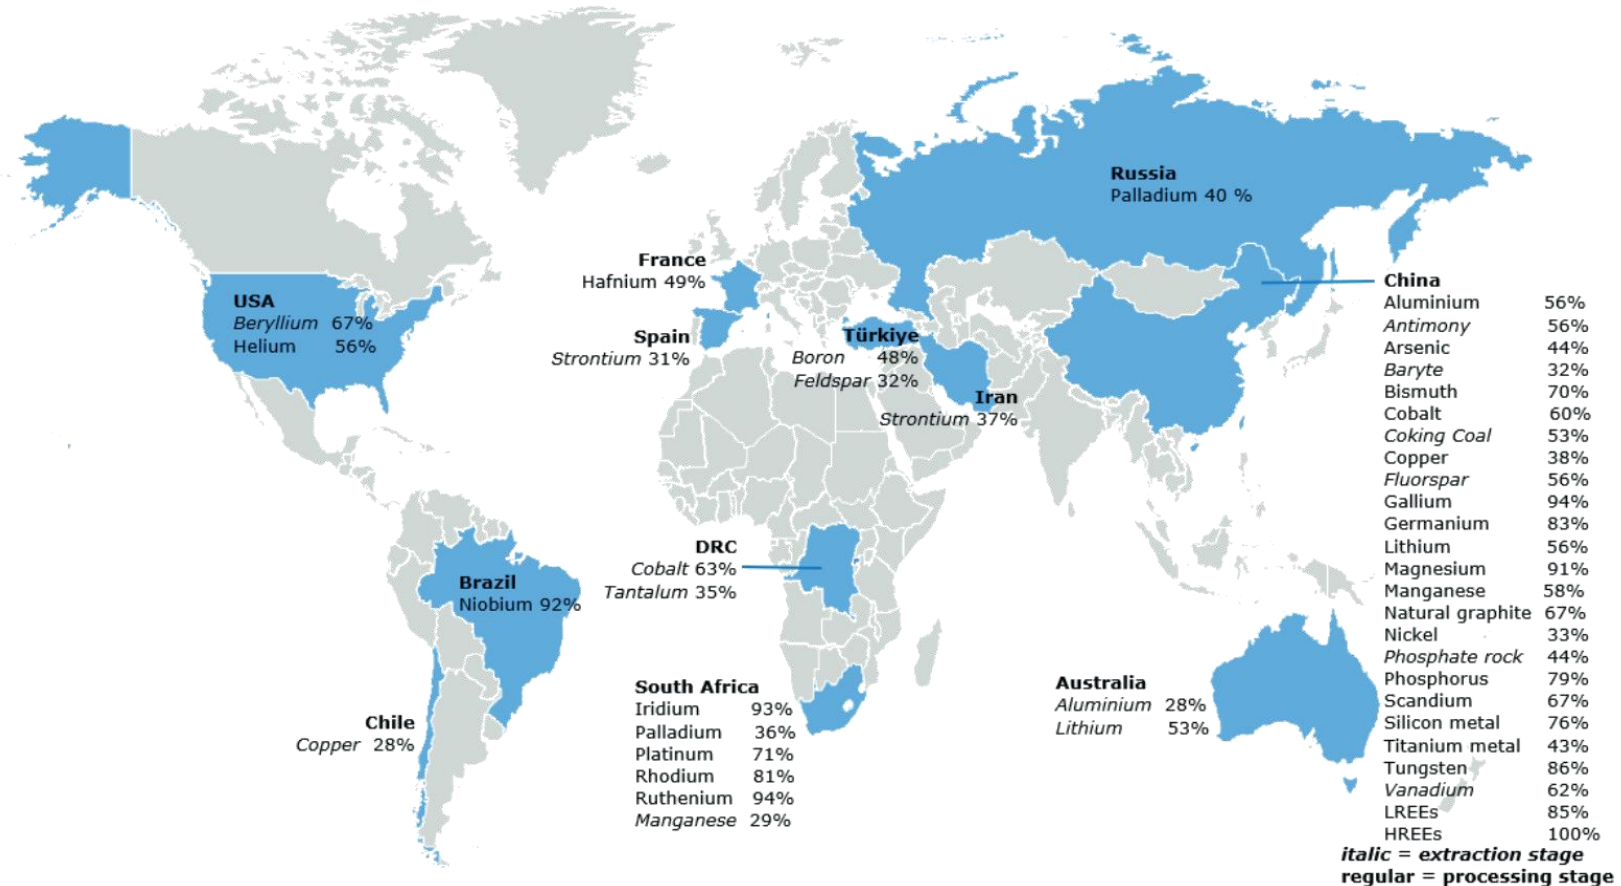 Russia
Palladium 40 %
France
Hafnium 49%
China
Aluminium 56%
Antimony 56%
Arsenic 44%
Baryte 32%
Bismuth 70%
Cobalt 60%
Coking Coal 53%
Copper 38%
Fluorspar 56%
Gallium 94%
Germanium 83%
Lithium 56%
Magnesium 91%
Manganese 58%
Natural graphite 67%
Nickel 33%
Phosphate rock 44%
Phosphorus 79%
Scandium 67%
Silicon metal 76%
Titanium metal 43%
Tungsten 86%
Vanadium 62%
LREEs 85%
HREEs 100%
USA
Beryllium 67%
Helium 56%
Spain
Strontium 31%
Türkiye
Boron 48%
Feldspar 32%
Iran
Strontium 37%
DRC
Cobalt 63%
Tantalum 35%
Brazil
Niobium 92%
South Africa
Iridium 93%
Palladium 36%
Platinum 71%
Rhodium 81%
Ruthenium 94%
Manganese 29%
Australia
Aluminium 28%
Lithium 53%
Chile
Copper 28%
italic = extraction stage
regular = processing stage